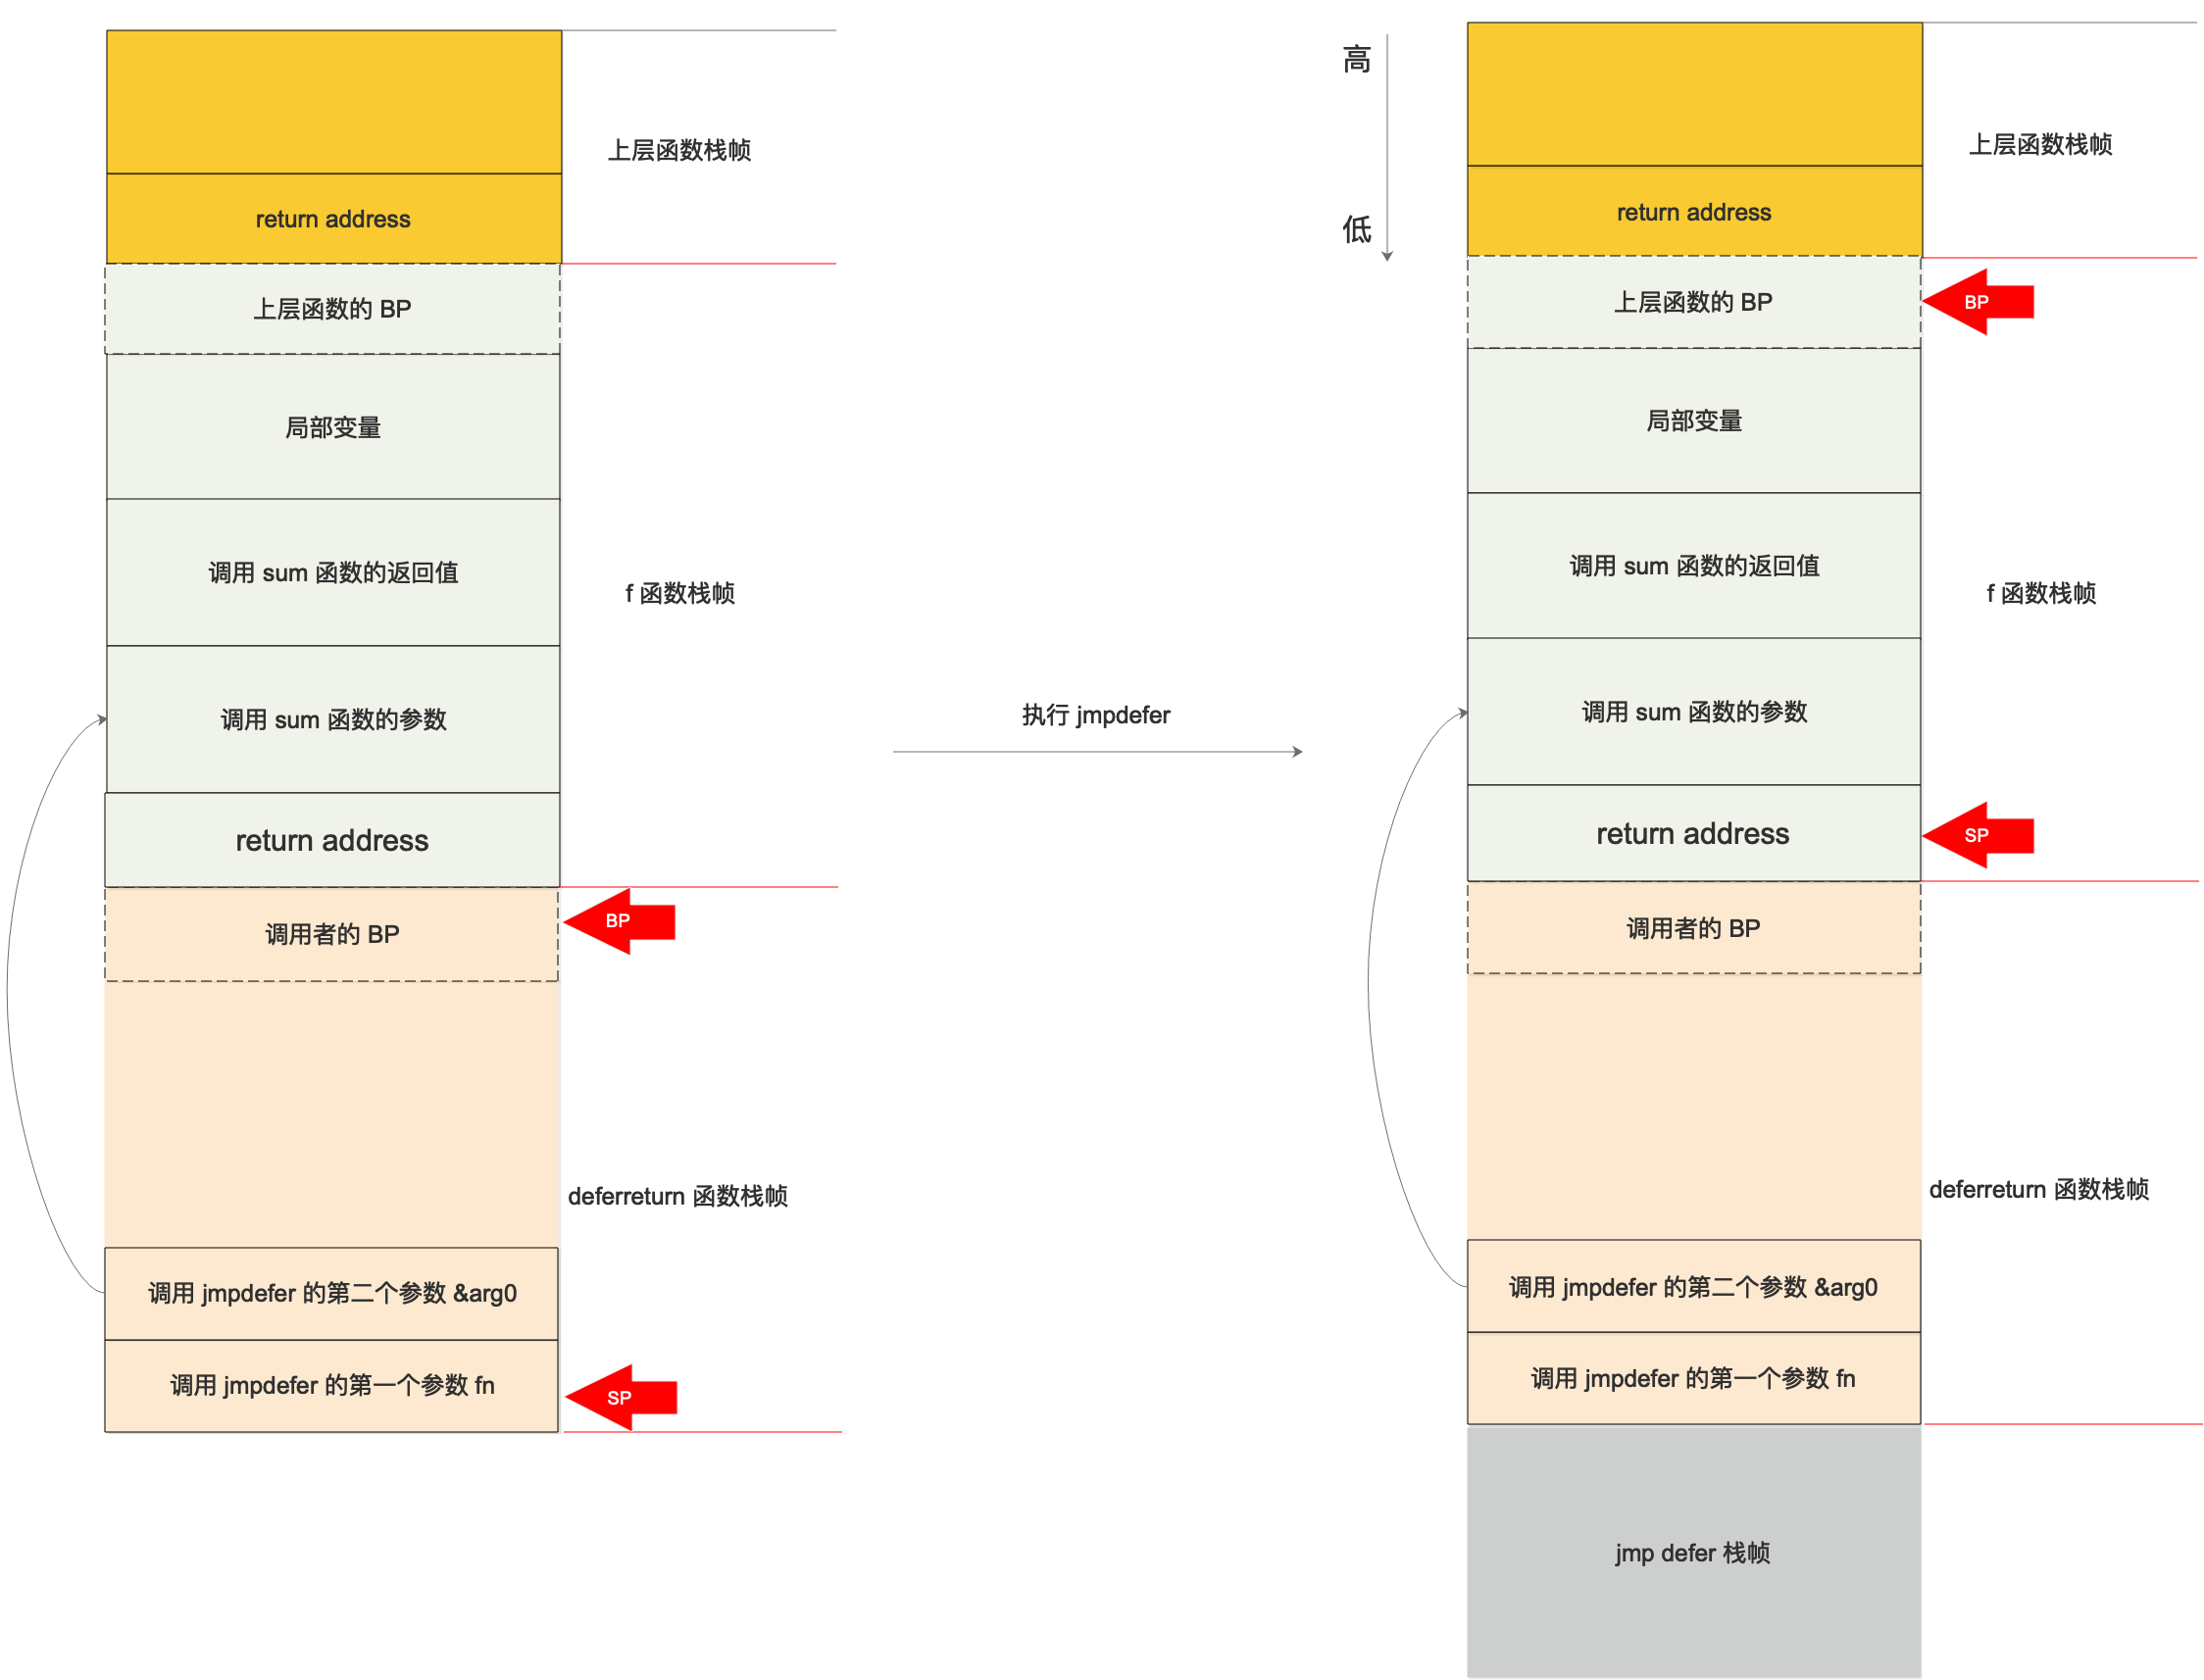 上层函数栈帧
return address
上层函数的 BP
局部变量
调用 sum 函数的返回值
f 函数栈帧
调用 sum 函数的参数
return address
BP
调用者的 BP
deferreturn 函数栈帧
调用 jmpdefer 的第二个参数 &arg0
调用 jmpdefer 的第一个参数 fn
SP
执行 jmpdefer
高
低
上层函数栈帧
return address
上层函数的 BP
BP
局部变量
调用 sum 函数的返回值
f 函数栈帧
调用 sum 函数的参数
return address
SP
调用者的 BP
deferreturn 函数栈帧
调用 jmpdefer 的第二个参数 &arg0
调用 jmpdefer 的第一个参数 fn
jmp defer 栈帧